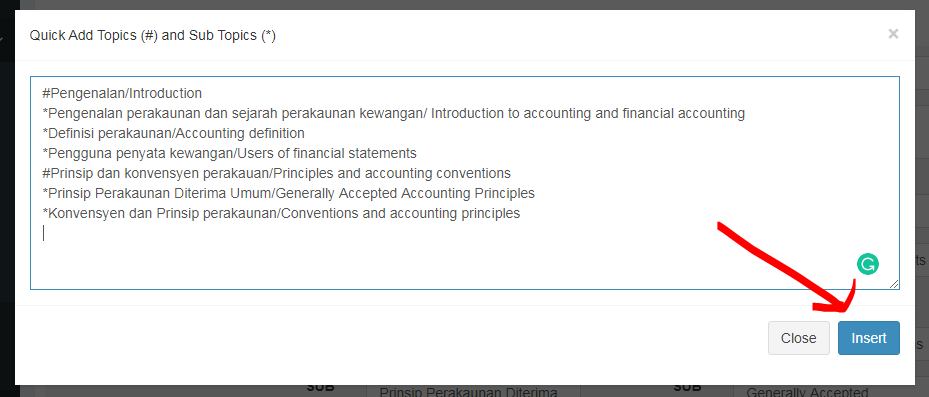 Quick Add Topics (#) and Sub Topics (*)
×
#Pengenalan/Introduction
*Pengenalan perakaunan dan sejarah perakaunan kewangan/ Introduction to accounting and financial accounting
*Definisi perakaunan/Accounting definition
*Pengguna penyata kewangan/Users of financial statements
#Prinsip dan konvensyen perakauan/Principles and accounting conventions
*Prinsip Perakaunan Diterima Umum/Generally Accepted Accounting Principles
*Konvensyen dan Prinsip perakaunan/Conventions and accounting principles
Close Insert
SUB Prinsip Perakaunan Diterima SUB Generally Accepted